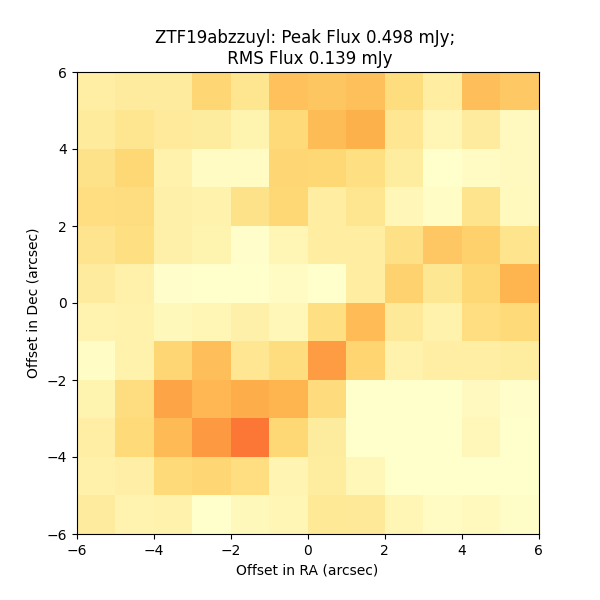 ZTF19abzzuyl: Peak Flux 0.498 mJy;
RMS Flux 0.139 mJy
6
4
2
0
−2
−4
−6
Offset in Dec (arcsec)
−6 −4 −2 0 2 4 6
Offset in RA (arcsec)